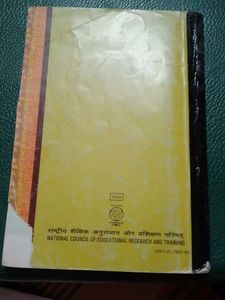 राष्ट्रीय शैक्षिक अनुसंधान और प्रशिक्षण परिषद्
NATIONAL COUNCIL OF EDUCATIONAL RESEARCH AND TRAINING